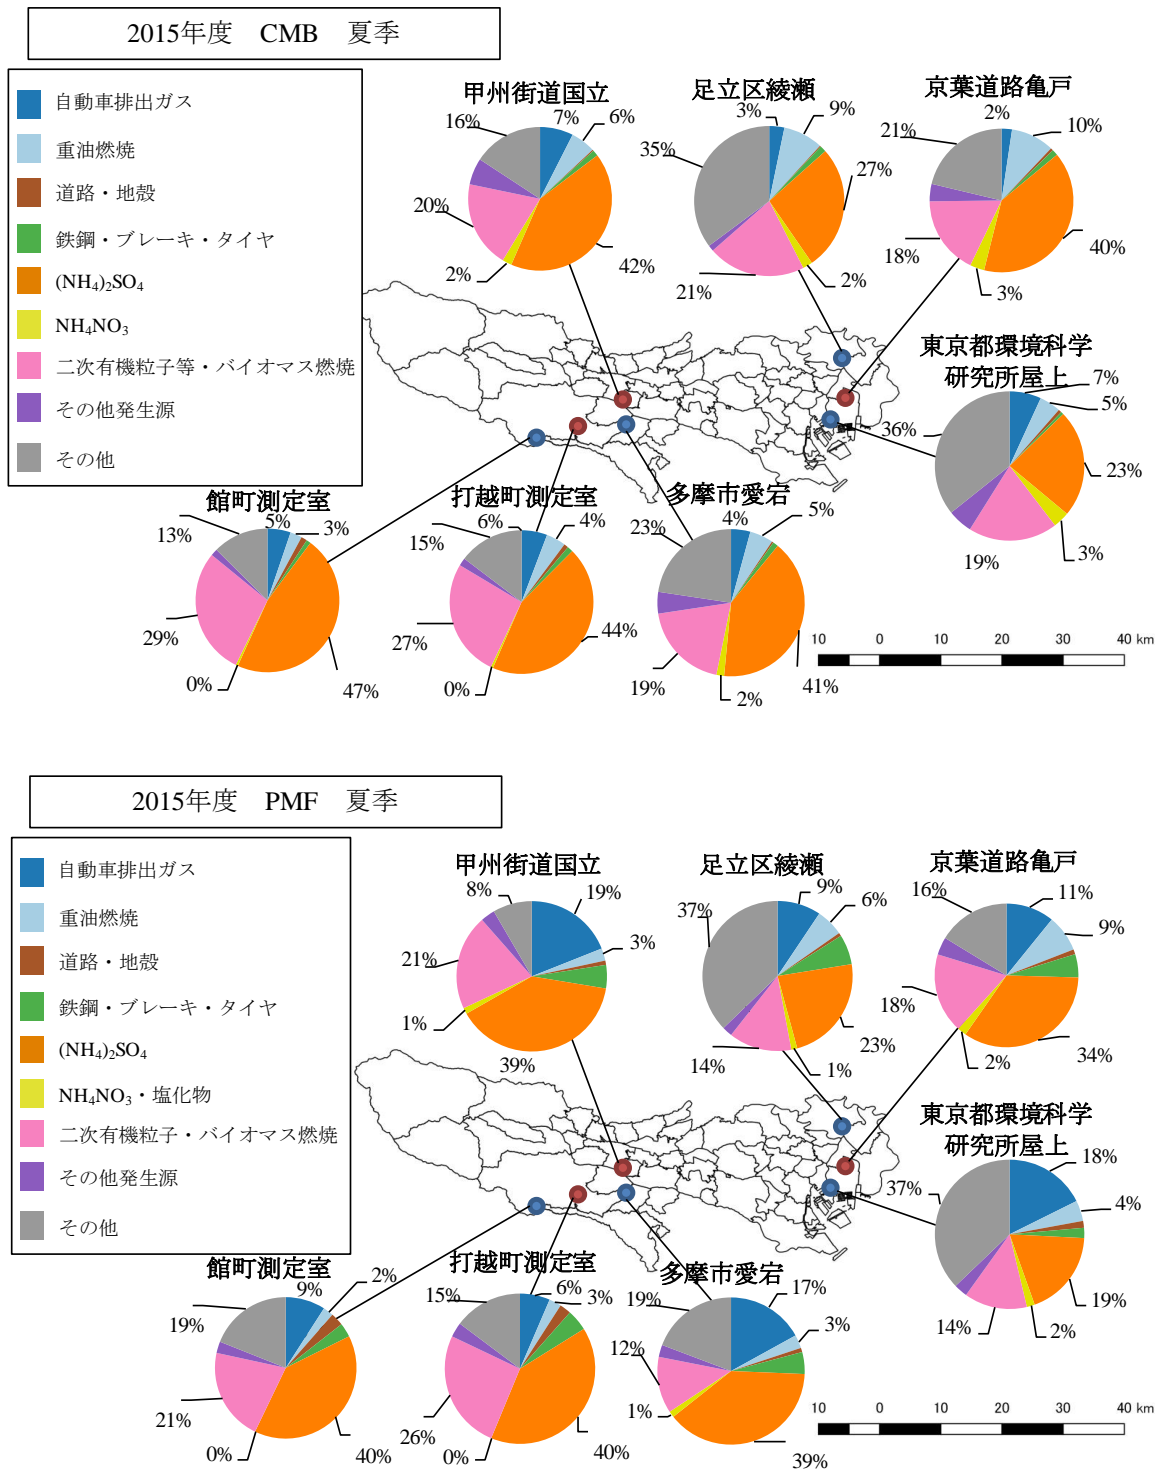 2015年度　CMB　夏季
自動車排出ガス
重油燃焼
道路・地殻
鉄鋼・ブレーキ・タイヤ
(NH₄)₂SO₄
NH₄NO₃
二次有機粒子等・バイオマス燃焼
その他発生源
その他
甲州街道国立
16%
7%
6%
20%
2%
42%
足立区綾瀬
3%
9%
35%
27%
21%
2%
京葉道路亀戸
2%
10%
21%
18%
3%
40%
東京都環境科学
研究所屋上
7%
5%
36%
23%
19%
3%
館町測定室
13%
5%
3%
29%
0%
47%
打越町測定室
15%
6%
4%
27%
0%
44%
多摩市愛宕
23%
4%
5%
19%
2%
41%
10 0 10 20 30 40 km
2015年度　PMF　夏季
自動車排出ガス
重油燃焼
道路・地殻
鉄鋼・ブレーキ・タイヤ
(NH₄)₂SO₄
NH₄NO₃・塩化物
二次有機粒子・バイオマス燃焼
その他発生源
その他
甲州街道国立
8%
19%
3%
21%
1%
39%
足立区綾瀬
9%
6%
37%
23%
14%
1%
京葉道路亀戸
16%
11%
9%
18%
2%
34%
東京都環境科学
研究所屋上
18%
4%
37%
19%
14%
2%
館町測定室
19%
9%
2%
21%
0%
40%
打越町測定室
15%
6%
3%
26%
0%
40%
多摩市愛宕
19%
17%
3%
12%
1%
39%
10 0 10 20 30 40 km